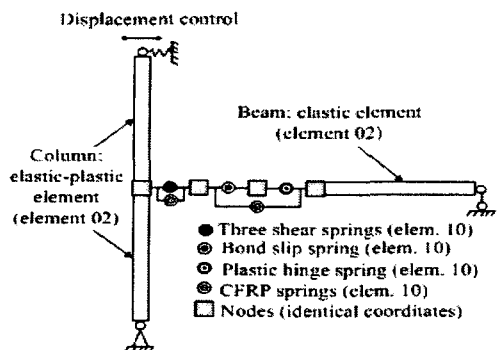 Displacement control
Beam: elastic element
(element 02)
Column:
elastic-plastic
element
(element 02)
Three shear springs (elem. 10)
Bond slip spring (elem. 10)
Plastic hinge spring (elem. 10)
CFRP springs (elem. 10)
Nodes (identical coorditates)